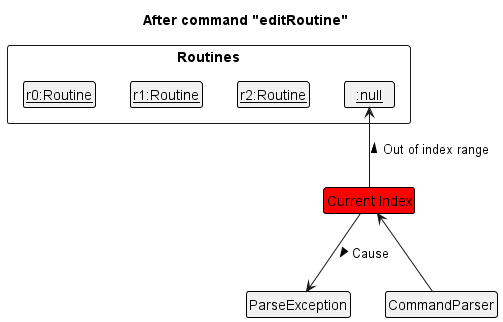 After command "editRoutine"
Routines
r0:Routine r1:Routine r2:Routine :null
Out of index range
Current Index
Cause
ParseException CommandParser